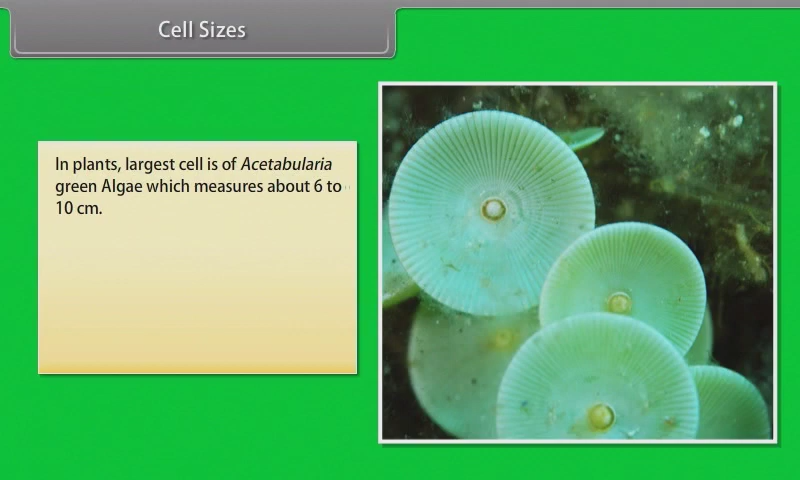 Cell Sizes
In plants, largest cell is of Acetabularia
green Algae which measures about 6 to
10 cm.